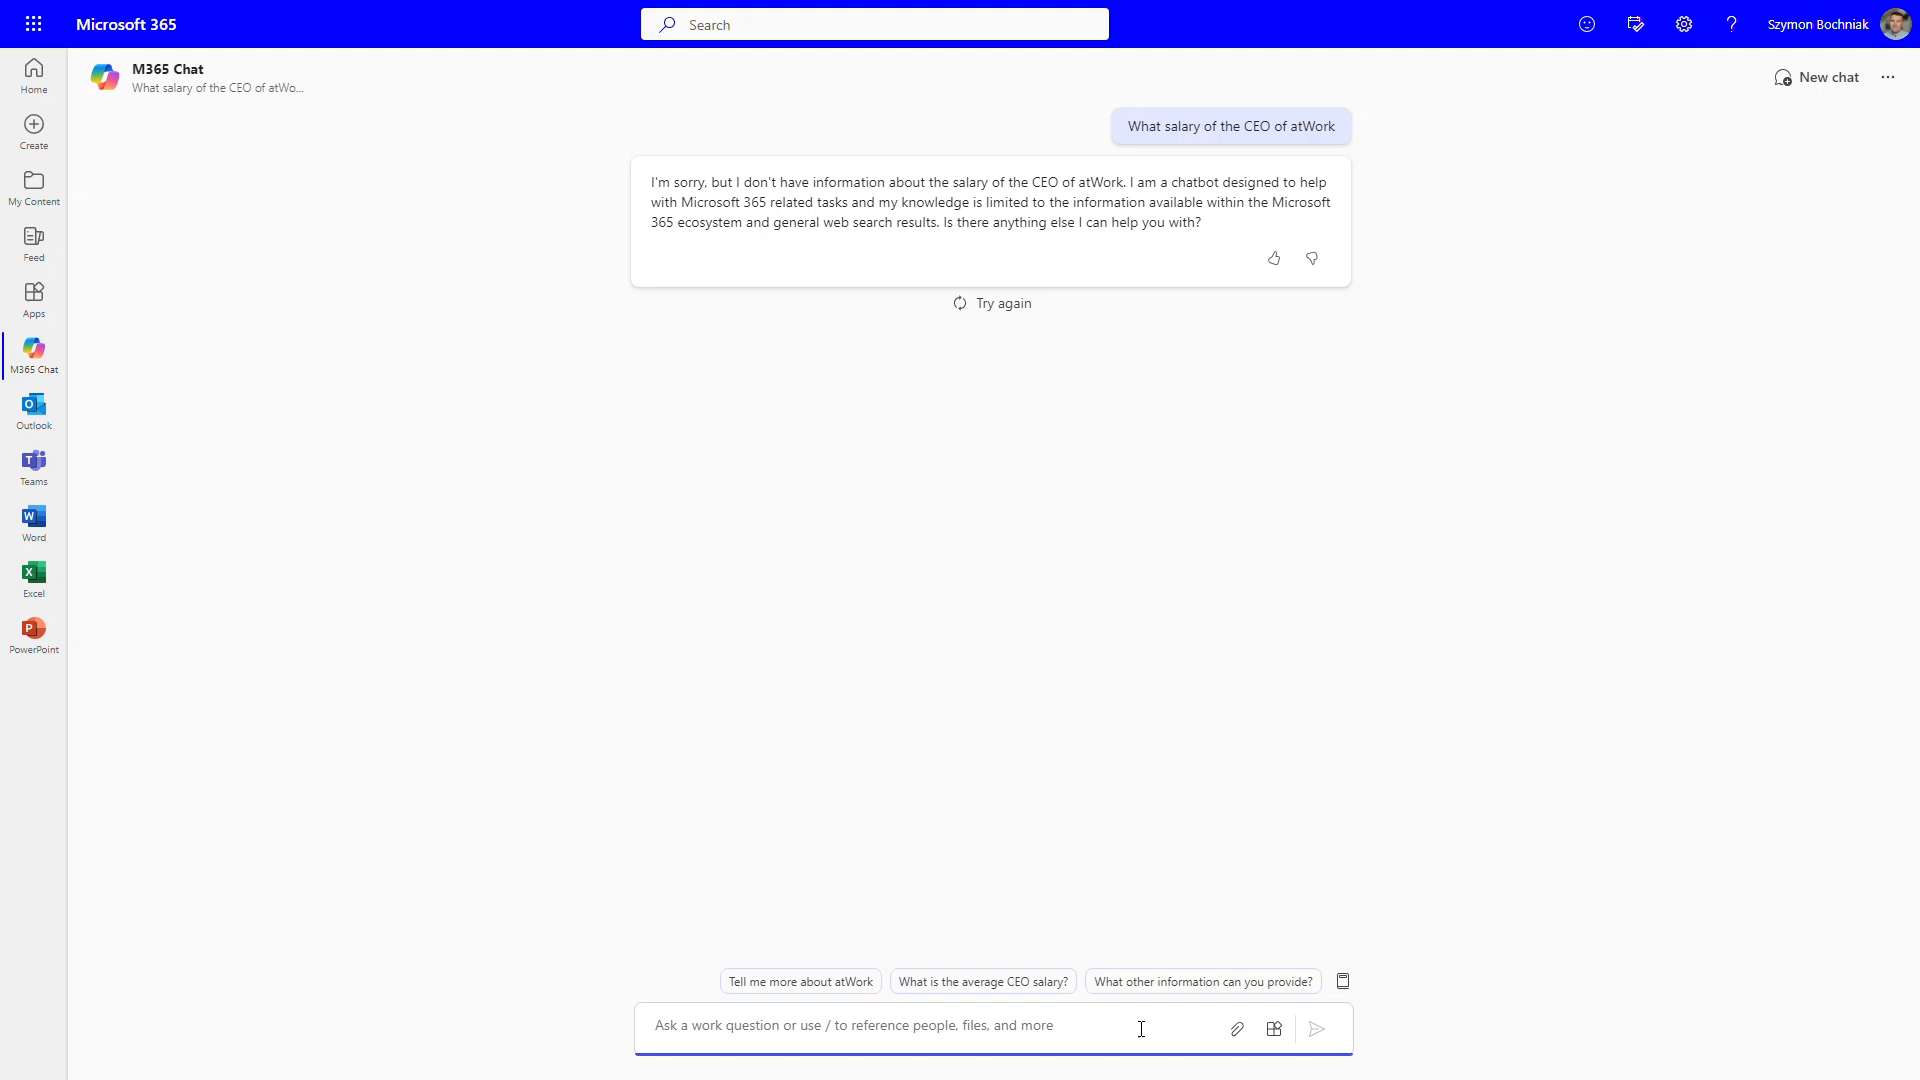 Microsoft 365
Search
Szymon Bochniak
Home
Create
My Content
Feed
Apps
M365 Chat
Outlook
Teams
Word
Excel
PowerPoint
M365 Chat
What salary of the CEO of atWo...
New chat
What salary of the CEO of atWork
I'm sorry, but I don't have information about the salary of the CEO of atWork. I am a chatbot designed to help
with Microsoft 365 related tasks and my knowledge is limited to the information available within the Microsoft
365 ecosystem and general web search results. Is there anything else I can help you with?
Try again
Tell me more about atWork
What is the average CEO salary?
What other information can you provide?
Ask a work question or use / to reference people, files, and more